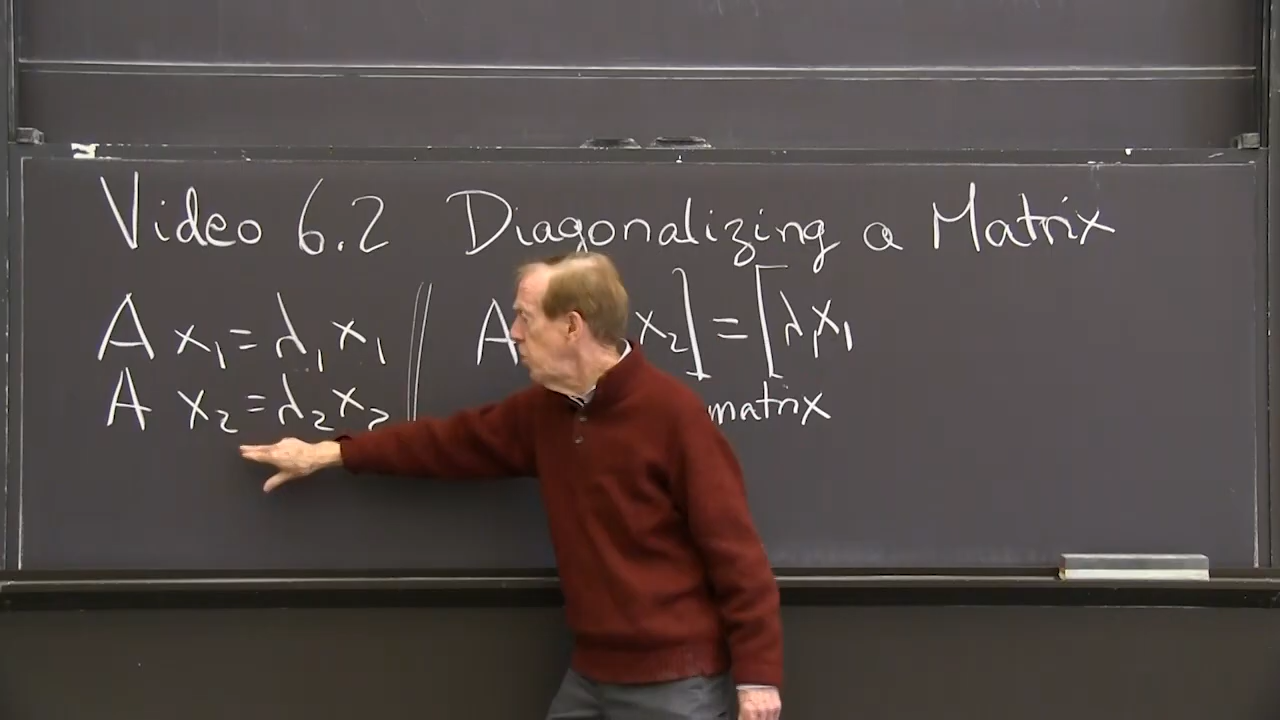 Video 6.2 Diagonalizing a Matrix
A x₁ = λ₁ x₁
A x₂ = λ₂ x₂
A x₂] = [λ₁x₁
matrix